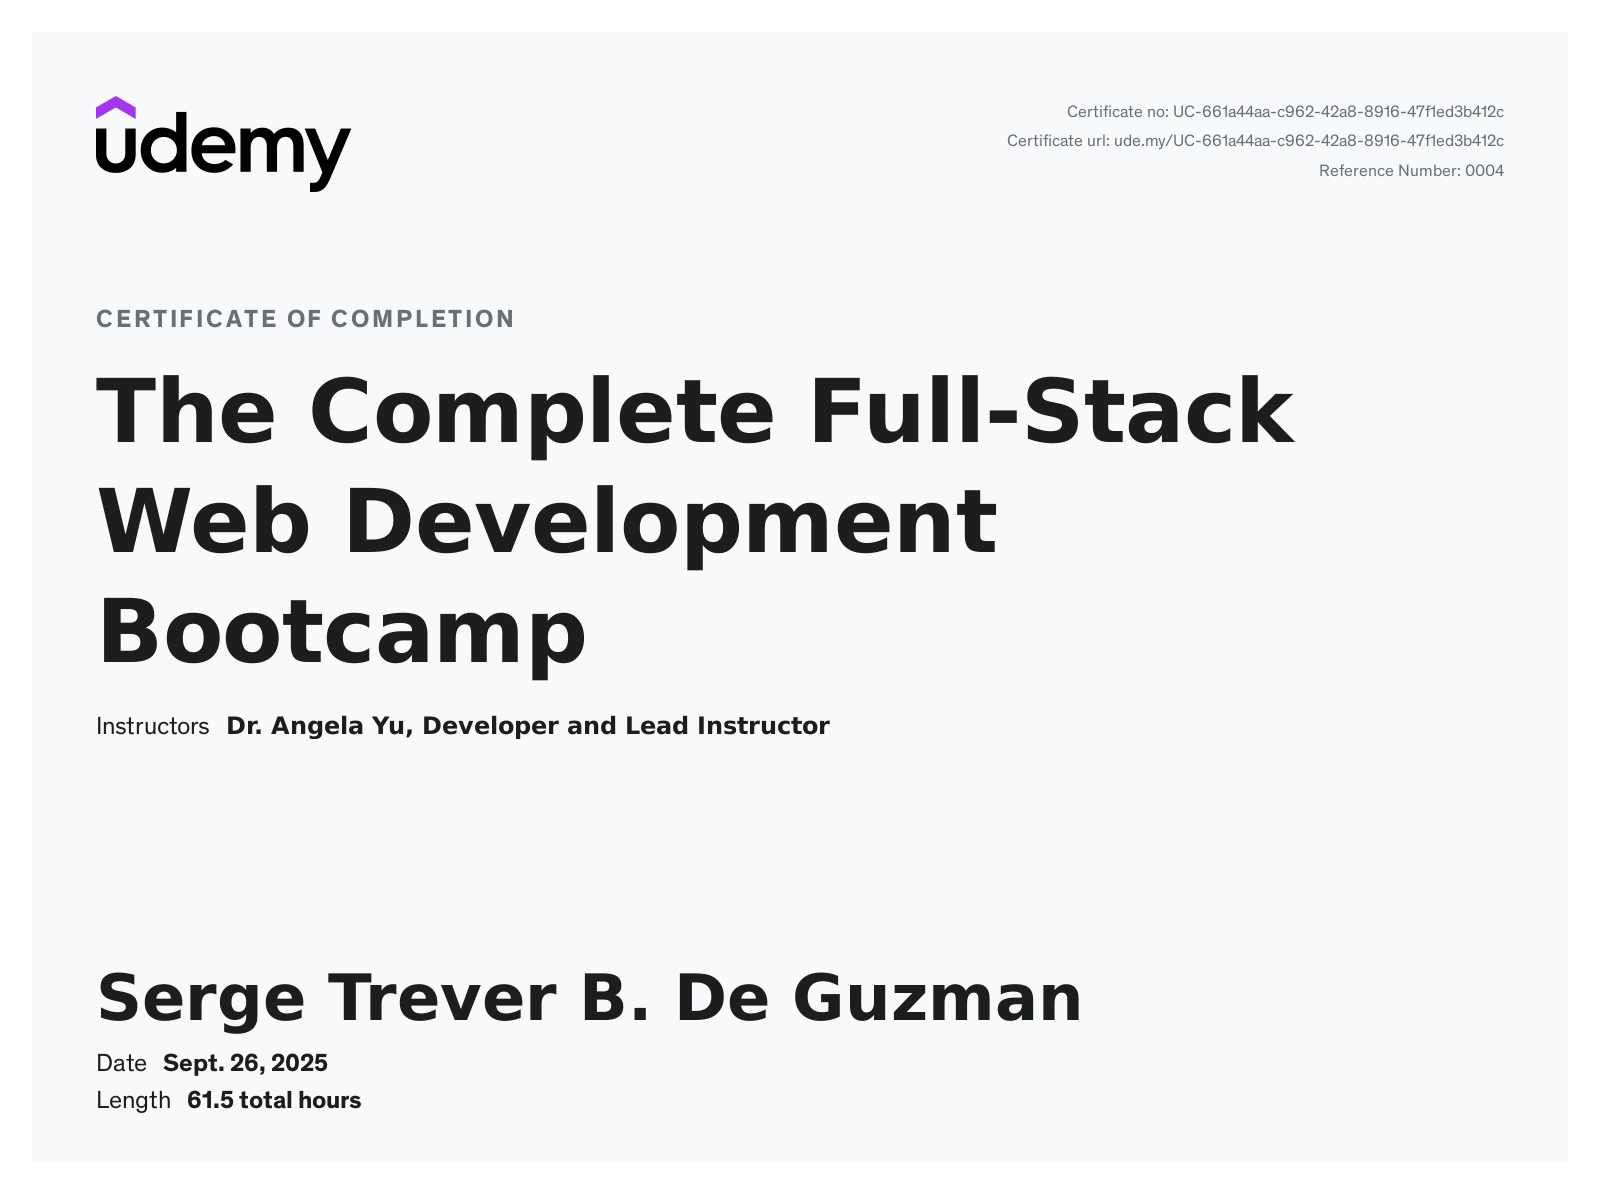 udemy
Certificate no: UC-661a44aa-c962-42a8-8916-47f1ed3b412c
Certificate url: ude.my/UC-661a44aa-c962-42a8-8916-47f1ed3b412c
Reference Number: 0004
CERTIFICATE OF COMPLETION
The Complete Full-Stack
Web Development
Bootcamp
Instructors Dr. Angela Yu, Developer and Lead Instructor
Serge Trever B. De Guzman
Date Sept. 26, 2025
Length 61.5 total hours